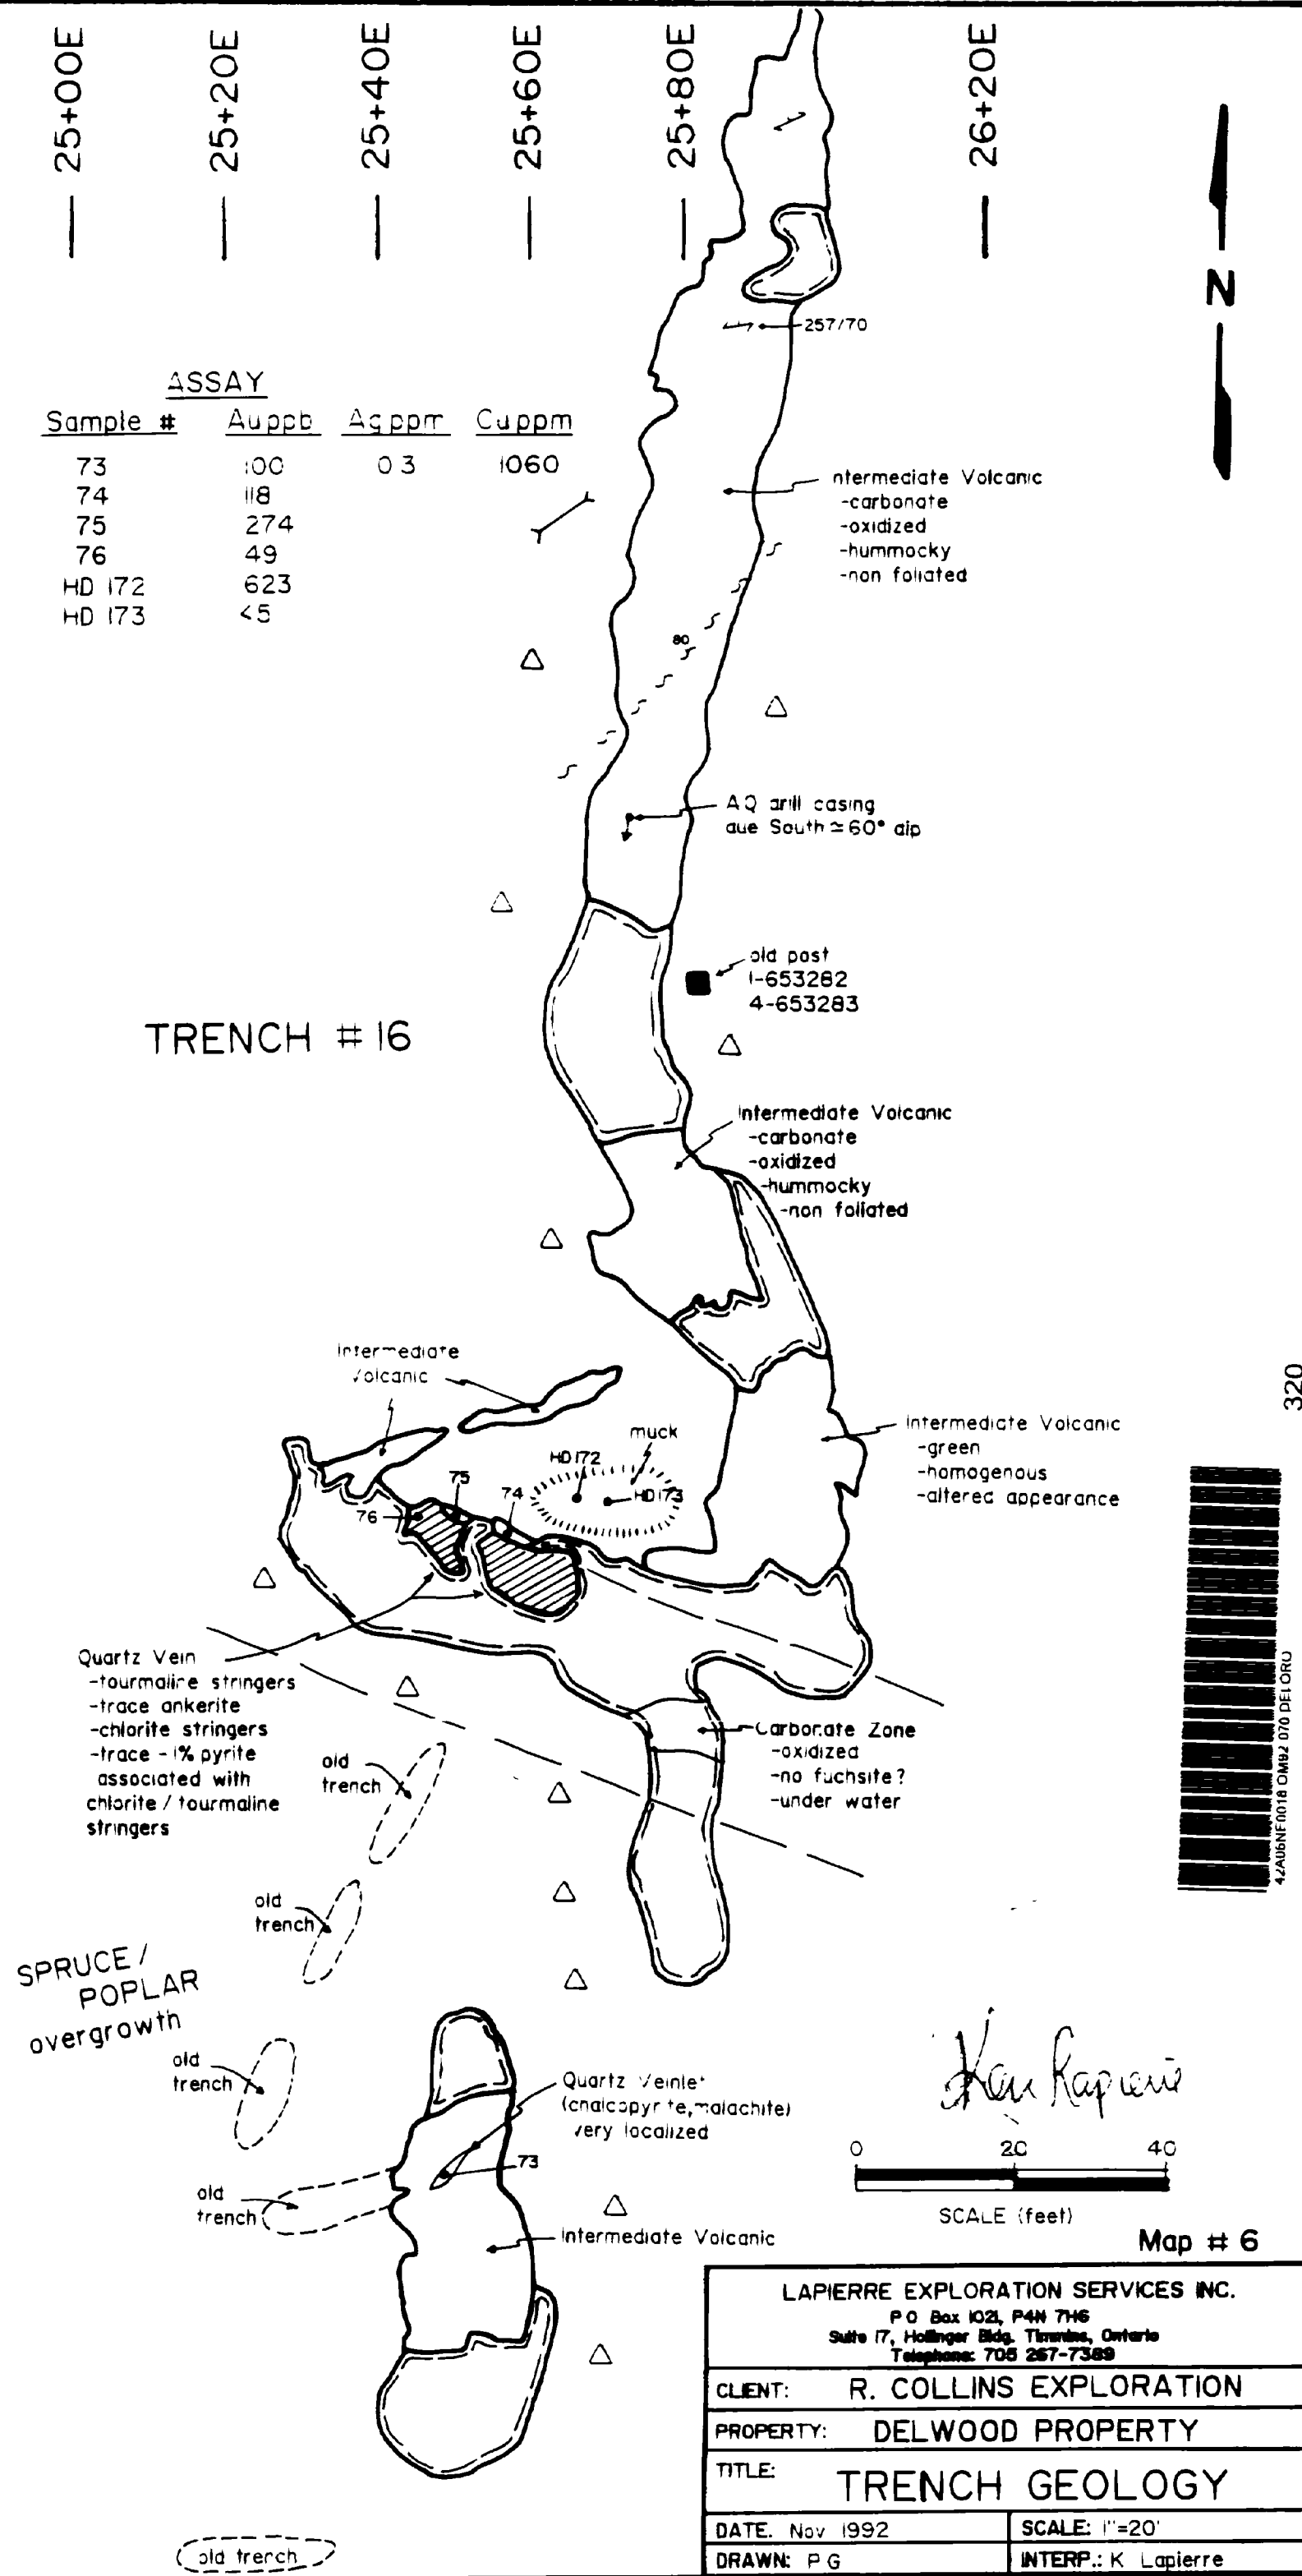 25+00E
25+20E
25+40E
25+60E
25+80E
26+20E
N
257/70
ASSAY
Sample # Au ppb Ag ppm Cu ppm
73 100 0.3 1060
74 118
75 274
76 49
HD 172 623
HD 173 <5
Intermediate Volcanic
-carbonate
-oxidized
-hummocky
-non foliated
80
AQ drill casing
due South ≃ 60° dip
old post
1-653282
4-653283
TRENCH # 16
Intermediate Volcanic
-carbonate
-oxidized
-hummocky
-non foliated
320
Intermediate
Volcanic
muck
HD 172
HD 173
75
74
76
Intermediate Volcanic
-green
-homogenous
-altered appearance
Quartz Vein
-tourmaline stringers
-trace ankerite
-chlorite stringers
-trace - 1% pyrite
associated with
chlorite / tourmaline
stringers
Carbonate Zone
-oxidized
-no fuchsite?
-under water
42A06NE0018 OM92 070 DELORO
old
trench
old
trench
SPRUCE /
POPLAR
overgrowth
old
trench
old
trench
Quartz Veinlet
(chalcopyrite, malachite)
very localized
73
Intermediate Volcanic
old trench
Ken Lapierre
0 20 40
SCALE (feet)
Map # 6
LAPIERRE EXPLORATION SERVICES INC.
P O Box 1021, P4N 7H6
Suite 17, Hollinger Bldg. Timmins, Ontario
Telephone: 705 267-7389
CLIENT: R. COLLINS EXPLORATION
PROPERTY: DELWOOD PROPERTY
TITLE: TRENCH GEOLOGY
DATE. Nov 1992
SCALE: 1"=20'
DRAWN: P G
INTERP.: K Lapierre